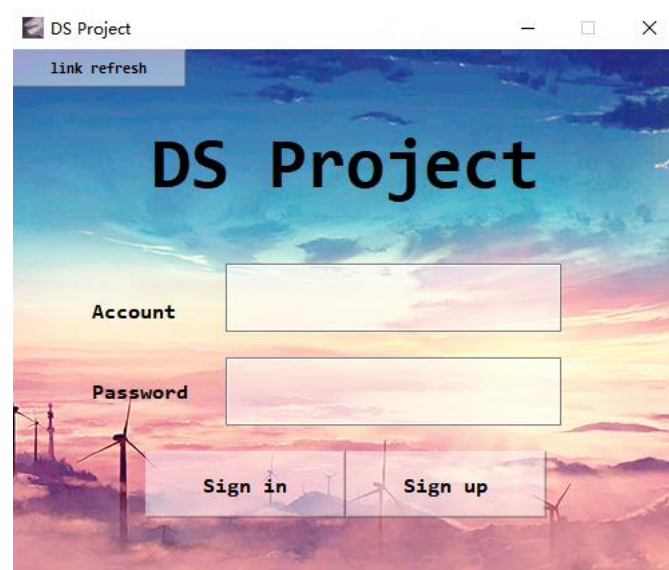 DS Project
link refresh
DS Project
Account
Password
Sign in Sign up